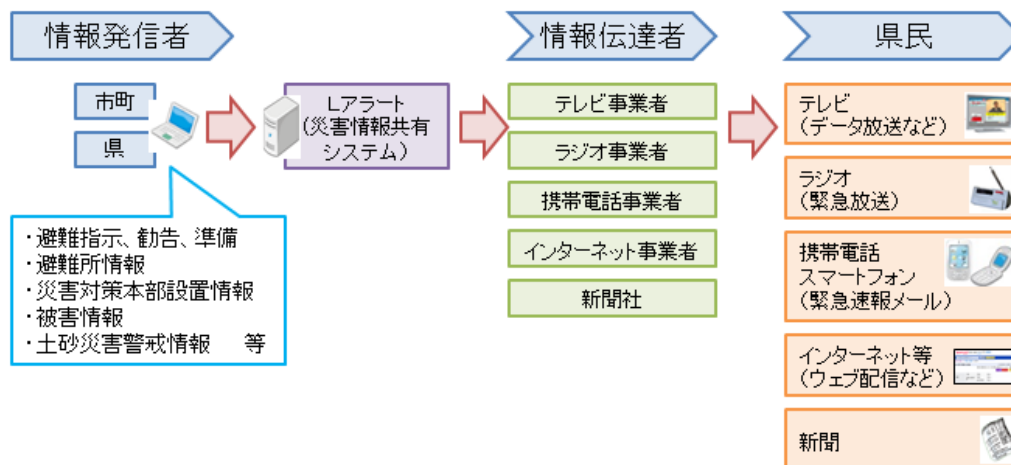 情報発信者
情報伝達者
県民
市町
県
Lアラート
(災害情報共有
システム)
・避難指示、勧告、準備
・避難所情報
・災害対策本部設置情報
・被害情報
・土砂災害警戒情報　等
テレビ事業者
ラジオ事業者
携帯電話事業者
インターネット事業者
新聞社
テレビ
(データ放送など)
ラジオ
(緊急放送)
携帯電話
スマートフォン
(緊急速報メール)
インターネット等
(ウェブ配信など)
新聞